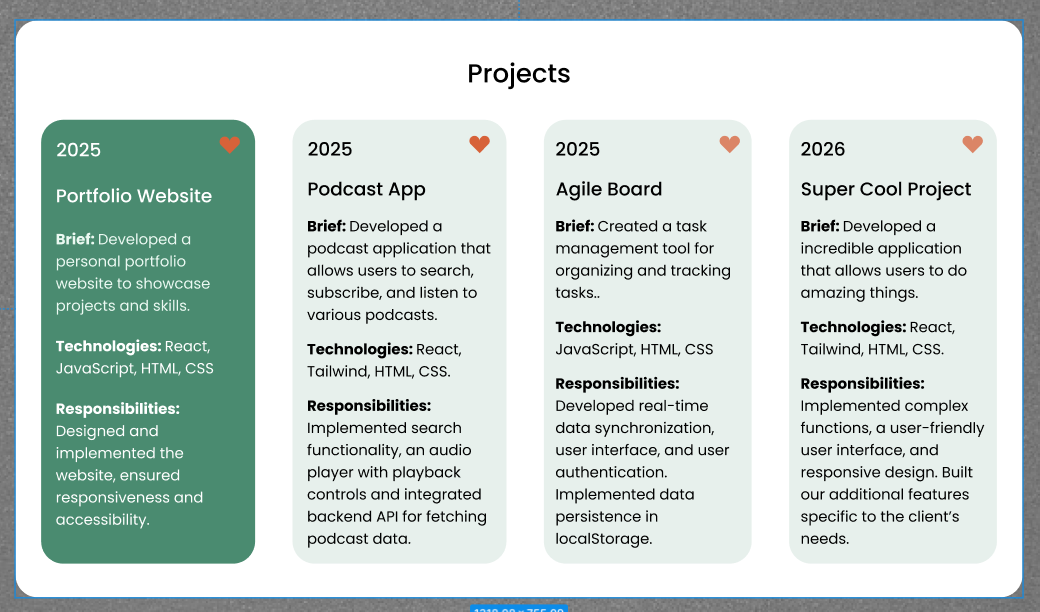 Projects
2025
Portfolio Website
Brief: Developed a
personal portfolio
website to showcase
projects and skills.
Technologies: React,
JavaScript, HTML, CSS
Responsibilities:
Designed and
implemented the
website, ensured
responsiveness and
accessibility.
2025
Podcast App
Brief: Developed a
podcast application that
allows users to search,
subscribe, and listen to
various podcasts.
Technologies: React,
Tailwind, HTML, CSS.
Responsibilities:
Implemented search
functionality, an audio
player with playback
controls and integrated
backend API for fetching
podcast data.
2025
Agile Board
Brief: Created a task
management tool for
organizing and tracking
tasks..
Technologies:
JavaScript, HTML, CSS
Responsibilities:
Developed real-time
data synchronization,
user interface, and user
authentication.
Implemented data
persistence in
localStorage.
2026
Super Cool Project
Brief: Developed a
incredible application
that allows users to do
amazing things.
Technologies: React,
Tailwind, HTML, CSS.
Responsibilities:
Implemented complex
functions, a user-friendly
user interface, and
responsive design. Built
our additional features
specific to the client’s
needs.